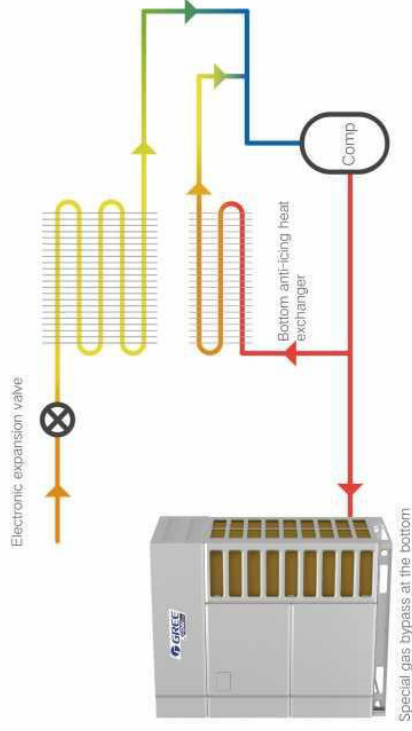 Electronic expansion valve
Comp
Bottom anti-icing heat
exchanger
GREE
Special gas bypass at the bottom